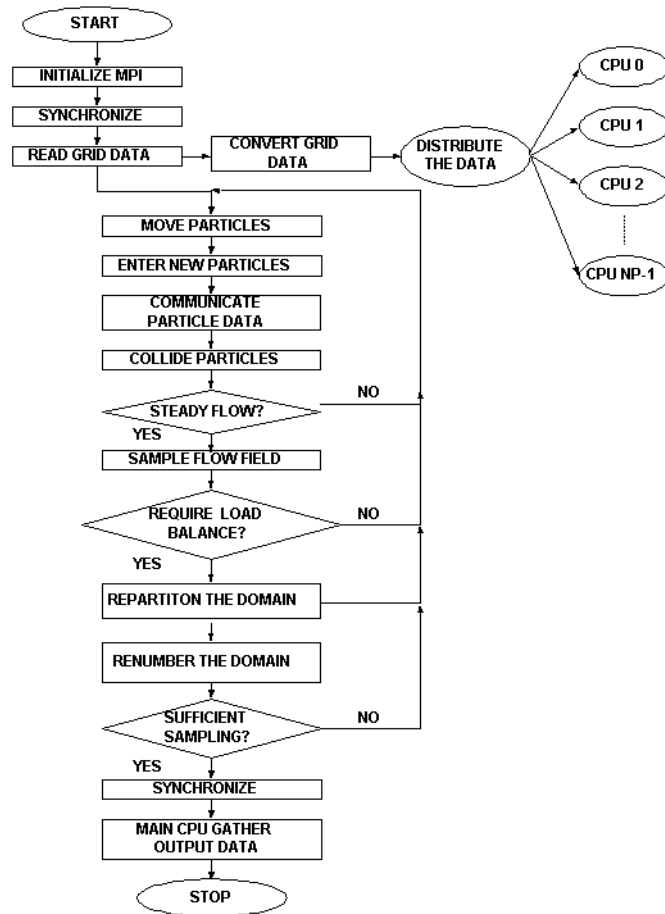 START
INITIALIZE MPI
SYNCHRONIZE
READ GRID DATA
CONVERT GRID
DATA
DISTRIBUTE
THE DATA
CPU 0
CPU 1
CPU 2
CPU NP-1
MOVE PARTICLES
ENTER NEW PARTICLES
COMMUNICATE
PARTICLE DATA
COLLIDE PARTICLES
STEADY FLOW?
NO
YES
SAMPLE FLOW FIELD
REQUIRE LOAD
BALANCE?
NO
YES
REPARTITON THE DOMAIN
RENUMBER THE DOMAIN
SUFFICIENT
SAMPLING?
NO
YES
SYNCHRONIZE
MAIN CPU GATHER
OUTPUT DATA
STOP